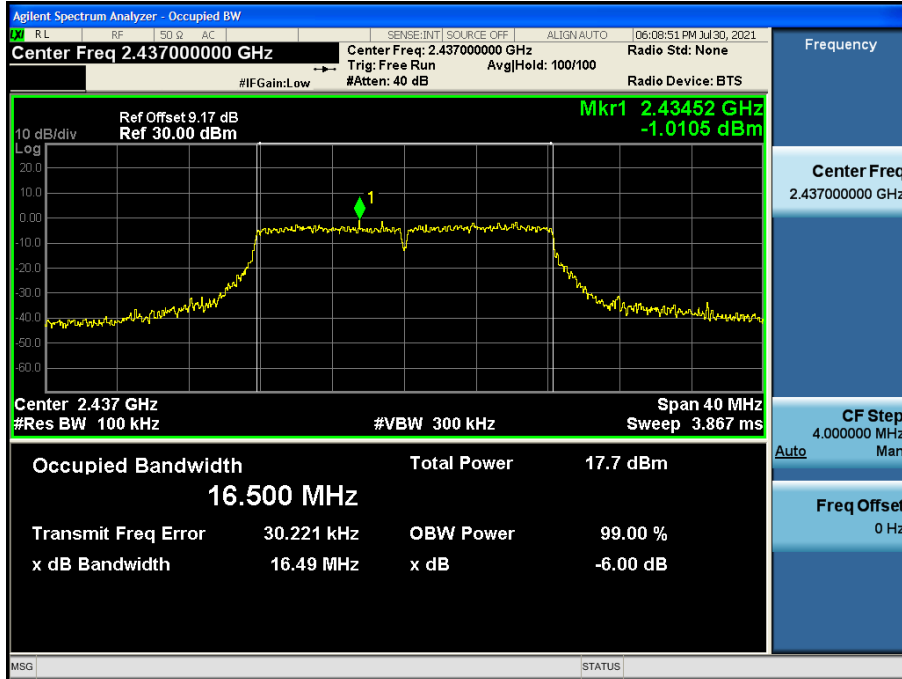 Agilent Spectrum Analyzer - Occupied BW
LXI RL RF 50 Ω AC SENSE:INT SOURCE OFF ALIGN AUTO 06:08:51 PM Jul 30, 2021
Center Freq 2.437000000 GHz
#IFGain:Low
Center Freq: 2.437000000 GHz
Trig: Free Run Avg|Hold: 100/100
#Atten: 40 dB
Radio Std: None
Radio Device: BTS
Frequency
Ref Offset 9.17 dB
10 dB/div Ref 30.00 dBm
Mkr1 2.43452 GHz
-1.0105 dBm
Log
20.0
10.0
0.00
-10.0
-20.0
-30.0
-40.0
-50.0
-60.0
1
Center 2.437 GHz Span 40 MHz
#Res BW 100 kHz #VBW 300 kHz Sweep 3.867 ms
Occupied Bandwidth
16.500 MHz
Total Power 17.7 dBm
Transmit Freq Error 30.221 kHz OBW Power 99.00 %
x dB Bandwidth 16.49 MHz x dB -6.00 dB
Center Freq
2.437000000 GHz
CF Step
4.000000 MHz
Auto Man
Freq Offset
0 Hz
MSG STATUS